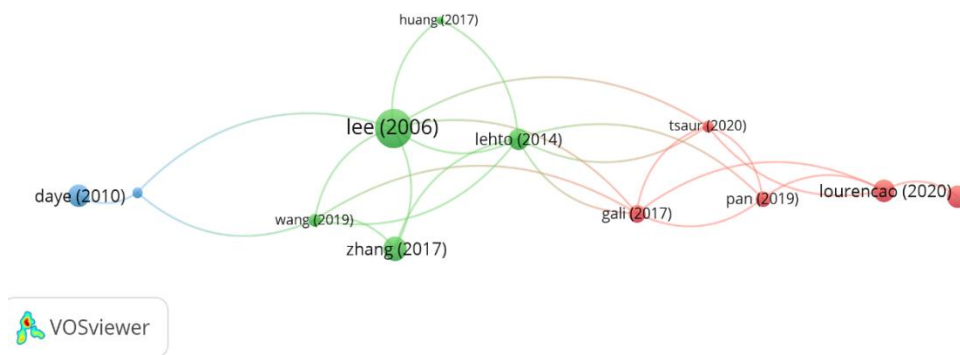 huang (2017)
lee (2006)
tsaur (2020)
lehto (2014)
daye (2010)
lourencao (2020)
pan (2019)
wang (2019)
gali (2017)
zhang (2017)
VOSviewer